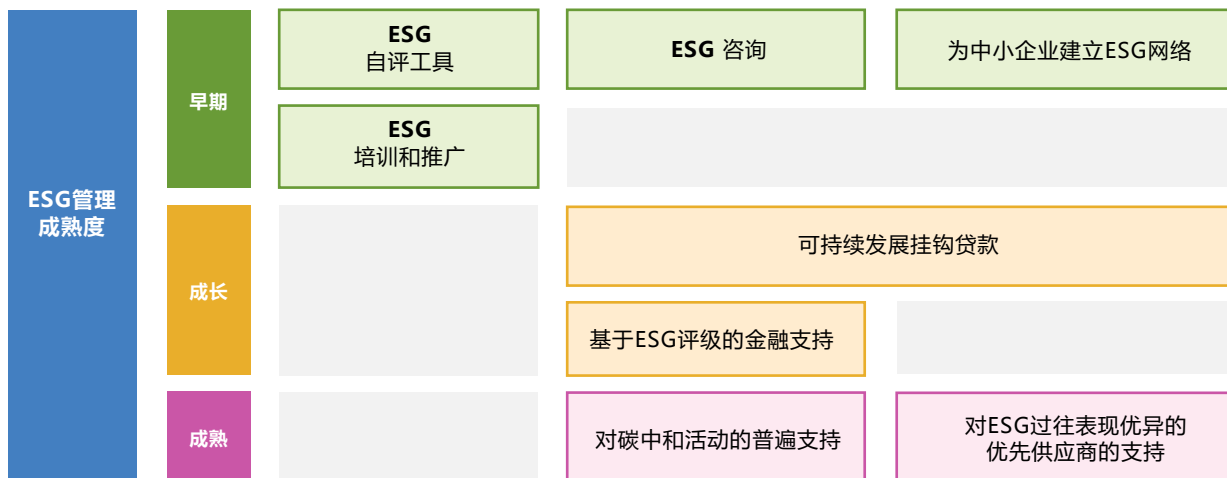 ESG管理
成熟度
早期
ESG
自评工具
ESG 咨询
为中小企业建立ESG网络
ESG
培训和推广
成长
可持续发展挂钩贷款
基于ESG评级的金融支持
成熟
对碳中和活动的普遍支持
对ESG过往表现优异的
优先供应商的支持